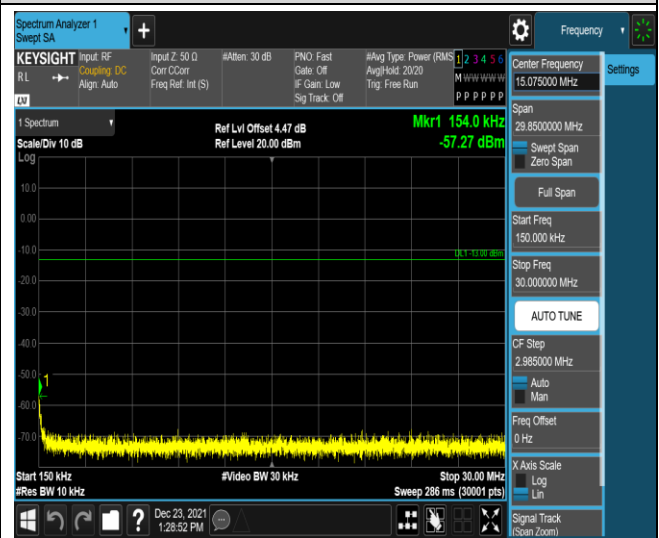 Spectrum Analyzer 1
Swept SA
Frequency
KEYSIGHT
RL
LXI
Input: RF
Coupling: DC
Align: Auto
Input Z: 50 Ω
Corr CCorr
Freq Ref: Int (S)
#Atten: 30 dB
PNO: Fast
Gate: Off
IF Gain: Low
Sig Track: Off
#Avg Type: Power (RMS
Avg|Hold: 20/20
Trig: Free Run
1 2 3 4 5 6
M W W W W W
P P P P P P
1 Spectrum
Scale/Div 10 dB
Log
Ref Lvl Offset 4.47 dB
Ref Level 20.00 dBm
Mkr1 154.0 kHz
-57.27 dBm
10.0
0.00
-10.0
DL1 -13.00 dBm
-20.0
-30.0
-40.0
-50.0
1
-60.0
-70.0
Start 150 kHz
#Res BW 10 kHz
#Video BW 30 kHz
Stop 30.00 MHz
Sweep 286 ms (30001 pts)
Dec 23, 2021
1:28:52 PM
Center Frequency
15.075000 MHz
Span
29.8500000 MHz
Swept Span
Zero Span
Full Span
Start Freq
150.000 kHz
Stop Freq
30.000000 MHz
AUTO TUNE
CF Step
2.985000 MHz
Auto
Man
Freq Offset
0 Hz
X Axis Scale
Log
Lin
Signal Track
(Span Zoom)
Settings